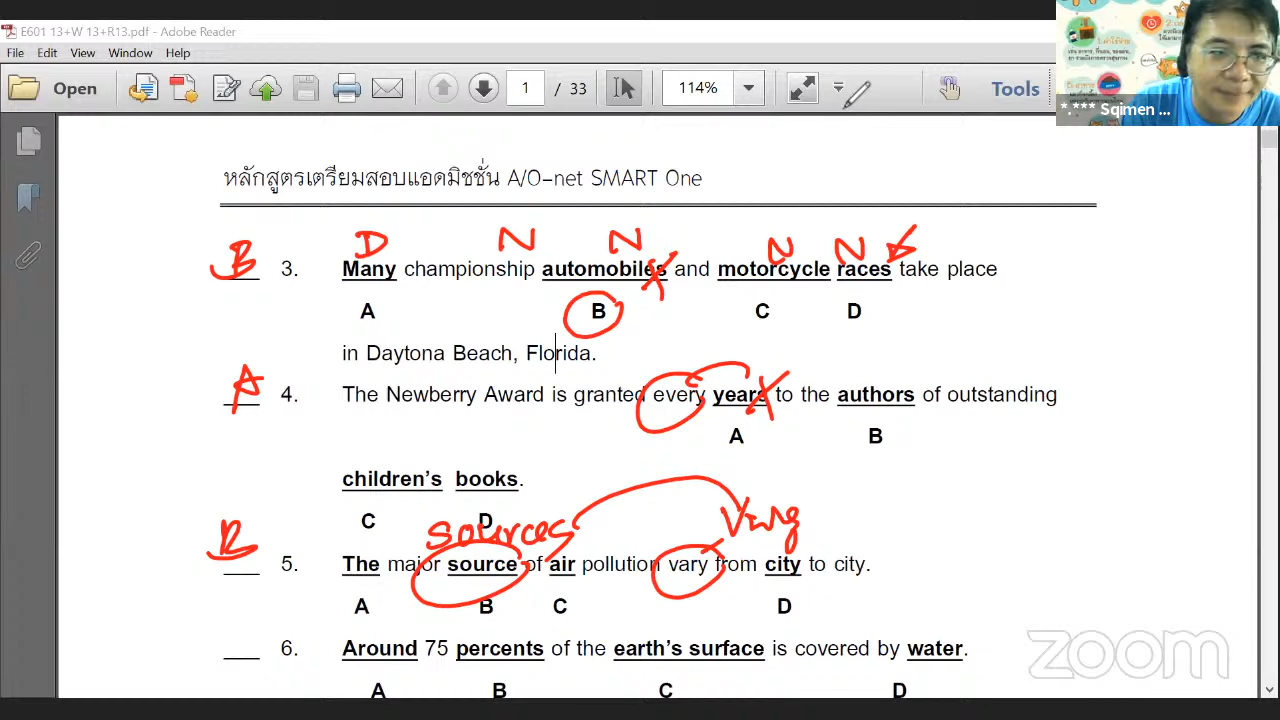 E601 13+W 13+R13.pdf - Adobe Reader
File Edit View Window Help
Open 1 / 33 114% Tools
*.*** Sqimen ...
หลักสูตรเตรียมสอบแอดมิชชั่น A/O-net SMART One
D N N N N
B 3. Many championship automobiles and motorcycle races take place
A B C D
in Daytona Beach, Florida.
A 4. The Newberry Award is granted every years to the authors of outstanding
A B
children's books.
C D
sources Ving
B 5. The major source of air pollution vary from city to city.
A B C D
6. Around 75 percents of the earth's surface is covered by water.
A B C D
zoom